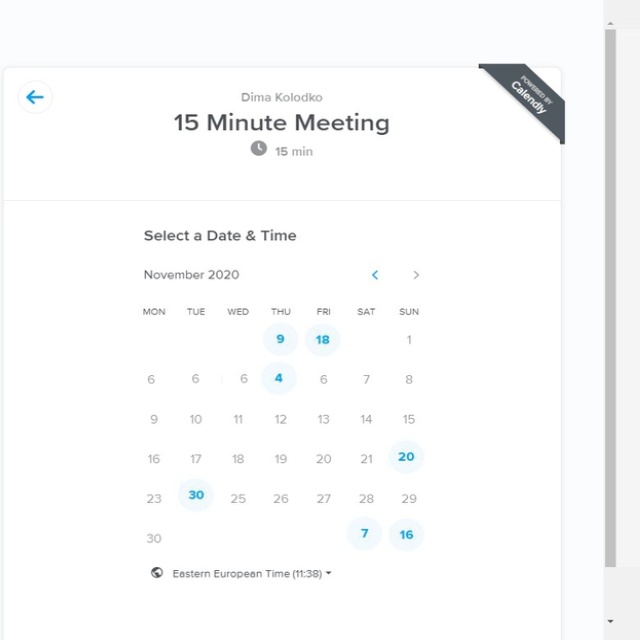 POWERED BY
Calendly
Dima Kolodko
15 Minute Meeting
15 min
Select a Date & Time
November 2020
MON TUE WED THU FRI SAT SUN
9 18 1
6 6 6 4 6 7 8
9 10 11 12 13 14 15
16 17 18 19 20 21 20
23 30 25 26 27 28 29
30 7 16
Eastern European Time (11:38)